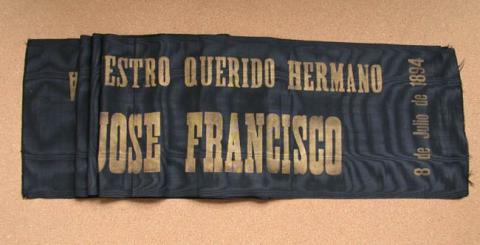 A ESTRO QUERIDO HERMANO
JOSE FRANCISCO
8 de Julio de 1894